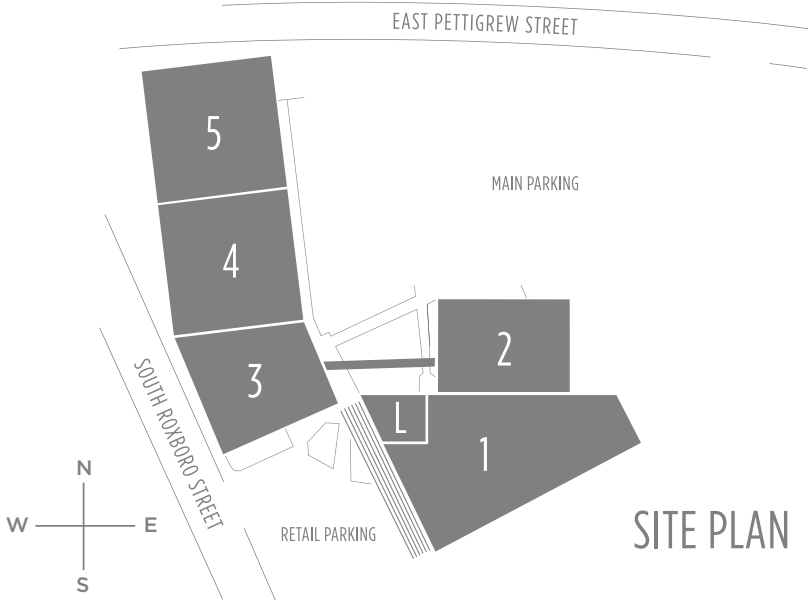 EAST PETTIGREW STREET
5
MAIN PARKING
4
2
3
SOUTH ROXBORO STREET
L
1
N
W
E
S
RETAIL PARKING
SITE PLAN